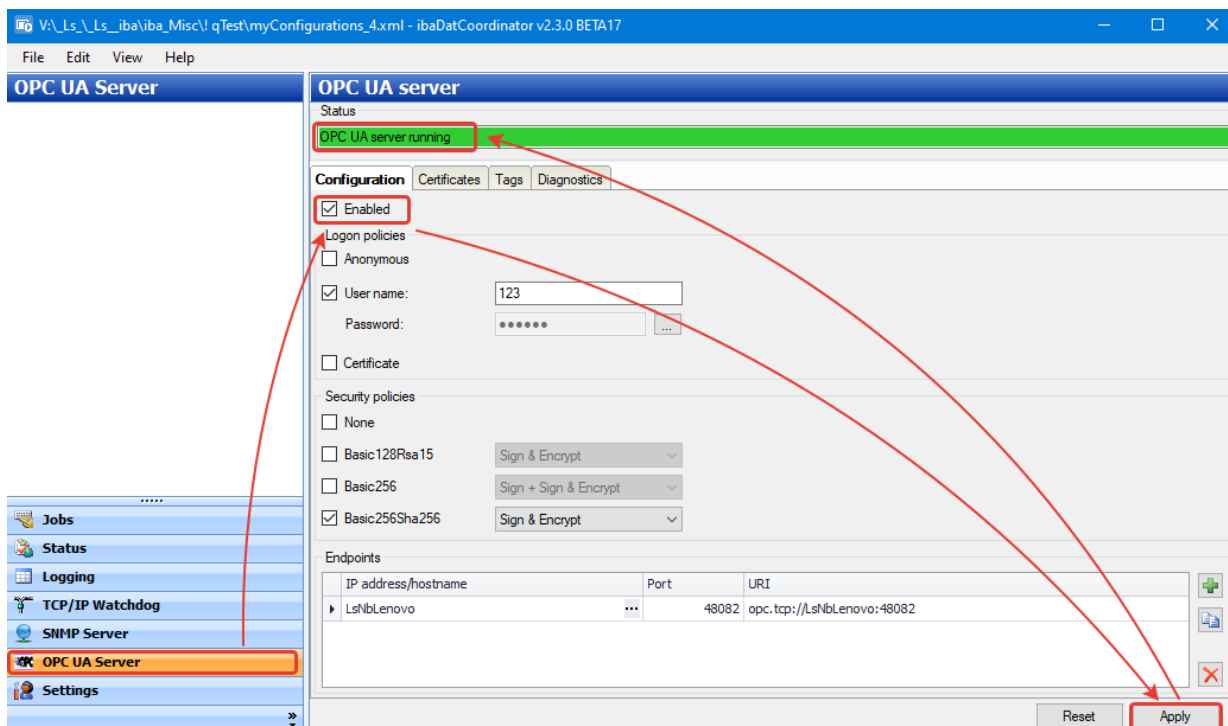 V:\_Ls_\_Ls__iba\iba_Misc\! qTest\myConfigurations_4.xml - ibaDatCoordinator v2.3.0 BETA17
File Edit View Help
OPC UA Server
OPC UA server
Status
OPC UA server running
Configuration Certificates Tags Diagnostics
Enabled
Logon policies
Anonymous
User name: 123
Password: ●●●●●● ...
Certificate
Security policies
None
Basic128Rsa15 Sign & Encrypt
Basic256 Sign + Sign & Encrypt
Basic256Sha256 Sign & Encrypt
Endpoints
IP address/hostname Port URI
LsNbLenovo ... 48082 opc.tcp://LsNbLenovo:48082
Jobs
Status
Logging
TCP/IP Watchdog
SNMP Server
OPC UA Server
Settings
»
Reset Apply